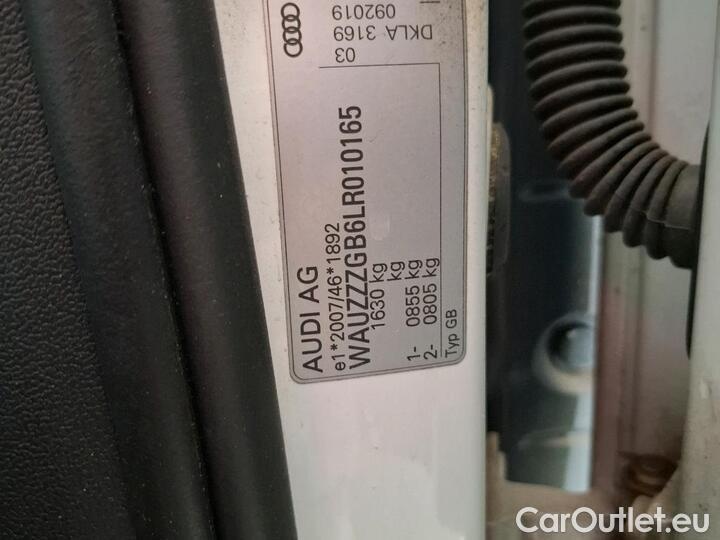 AUDI AG
e1*2007/46*1892
WAUZZZGB6LR010165
1630 kg
kg
1- 0855 kg
2- 0805 kg
Typ GB
03
DKLA 3169
092019
CarOutlet.eu